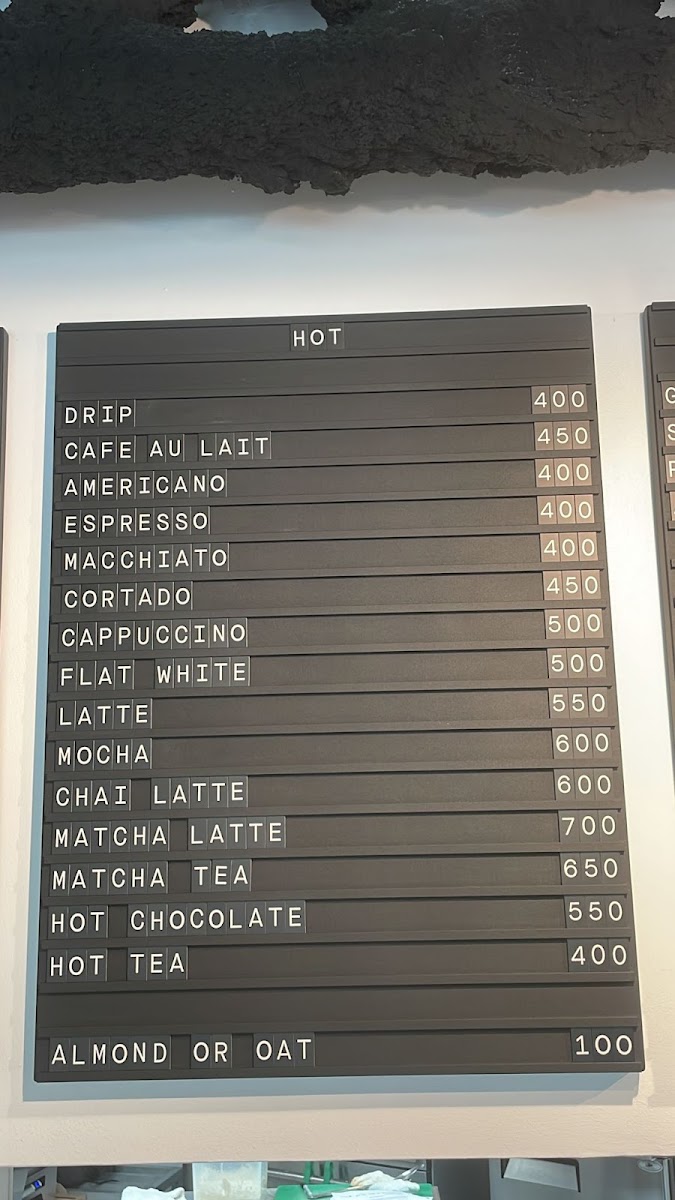 HOT
DRIP 400
CAFE AU LAIT 450
AMERICANO 400
ESPRESSO 400
MACCHIATO 400
CORTADO 450
CAPPUCCINO 500
FLAT WHITE 500
LATTE 550
MOCHA 600
CHAI LATTE 600
MATCHA LATTE 700
MATCHA TEA 650
HOT CHOCOLATE 550
HOT TEA 400
ALMOND OR OAT 100